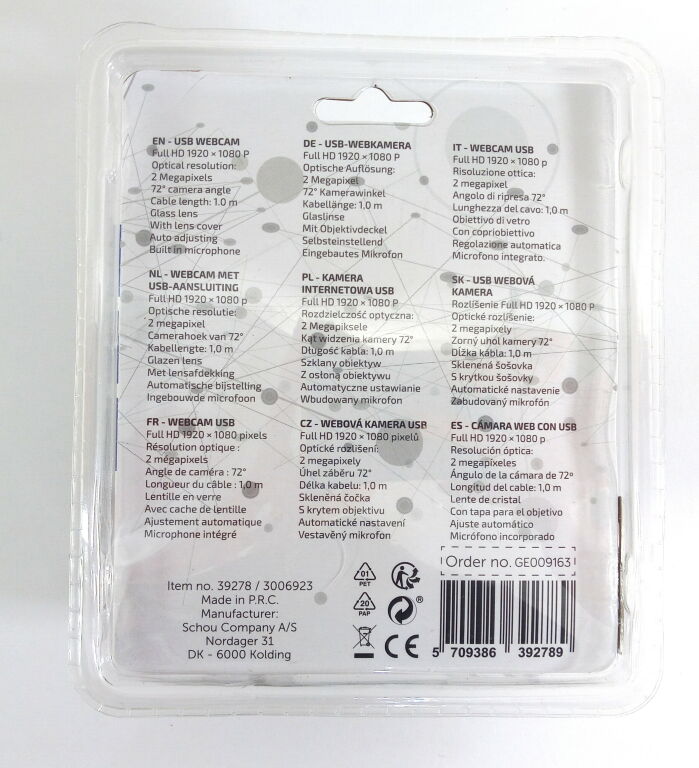 EN - USB WEBCAM
Full HD 1920 × 1080 P
Optical resolution:
2 Megapixels
72° camera angle
Cable length: 1.0 m
Glass lens
With lens cover
Auto adjusting
Built in microphone
DE - USB-WEBKAMERA
Full HD 1920 × 1080 P
Optische Auflösung:
2 Megapixel
72° Kamerawinkel
Kabellänge: 1,0 m
Glaslinse
Mit Objektivdeckel
Selbsteinstellend
Eingebautes Mikrofon
IT - WEBCAM USB
Full HD 1920 × 1080 p
Risoluzione ottica:
2 megapixel
Angolo di ripresa 72°
Lunghezza del cavo: 1,0 m
Obiettivo di vetro
Con copriobiettivo
Regolazione automatica
Microfono integrato.
NL - WEBCAM MET
USB-AANSLUITING
Full HD 1920 × 1080 p
Optische resolutie:
2 megapixel
Camerahoek van 72°
Kabellengte: 1,0 m
Glazen lens
Met lensafdekking
Automatische bijstelling
Ingebouwde microfoon
PL - KAMERA
INTERNETOWA USB
Full HD 1920 × 1080 p
Rozdzielczość optyczna:
2 Megapiksele
Kąt widzenia kamery 72°
Długość kabla: 1,0 m
Szklany obiektyw
Z osłoną obiektywu
Automatyczne ustawianie
Wbudowany mikrofon
SK - USB WEBOVÁ
KAMERA
Rozlíšenie Full HD 1920 × 1080 P
Optické rozlíšenie:
2 megapixely
Zorný uhol kamery 72°
Dĺžka kábla: 1,0 m
Sklenená šošovka
S krytkou šošovky
Automatické nastavenie
Zabudovaný mikrofón
FR - WEBCAM USB
Full HD 1920 × 1080 pixels
Résolution optique :
2 mégapixels
Angle de caméra : 72°
Longueur du câble : 1,0 m
Lentille en verre
Avec cache de lentille
Ajustement automatique
Microphone intégré
CZ - WEBOVÁ KAMERA USB
Full HD 1920 × 1080 pixelů
Optické rozlišení:
2 megapixely
Úhel záběru 72°
Délka kabelu: 1,0 m
Skleněná čočka
S krytem objektivu
Automatické nastavení
Vestavěný mikrofon
ES - CÁMARA WEB CON USB
Full HD 1920 × 1080 p
Resolución óptica:
2 megapíxeles
Ángulo de la cámara de 72º
Longitud del cable: 1,0 m
Lente de cristal
Con tapa para el objetivo
Ajuste automático
Micrófono incorporado
Order no. GE009163
Item no. 39278 / 3006923
Made in P.R.C.
Manufacturer:
Schou Company A/S
Nordager 31
DK - 6000 Kolding
01
PET
20
PAP
®
CE
5 709386 392789